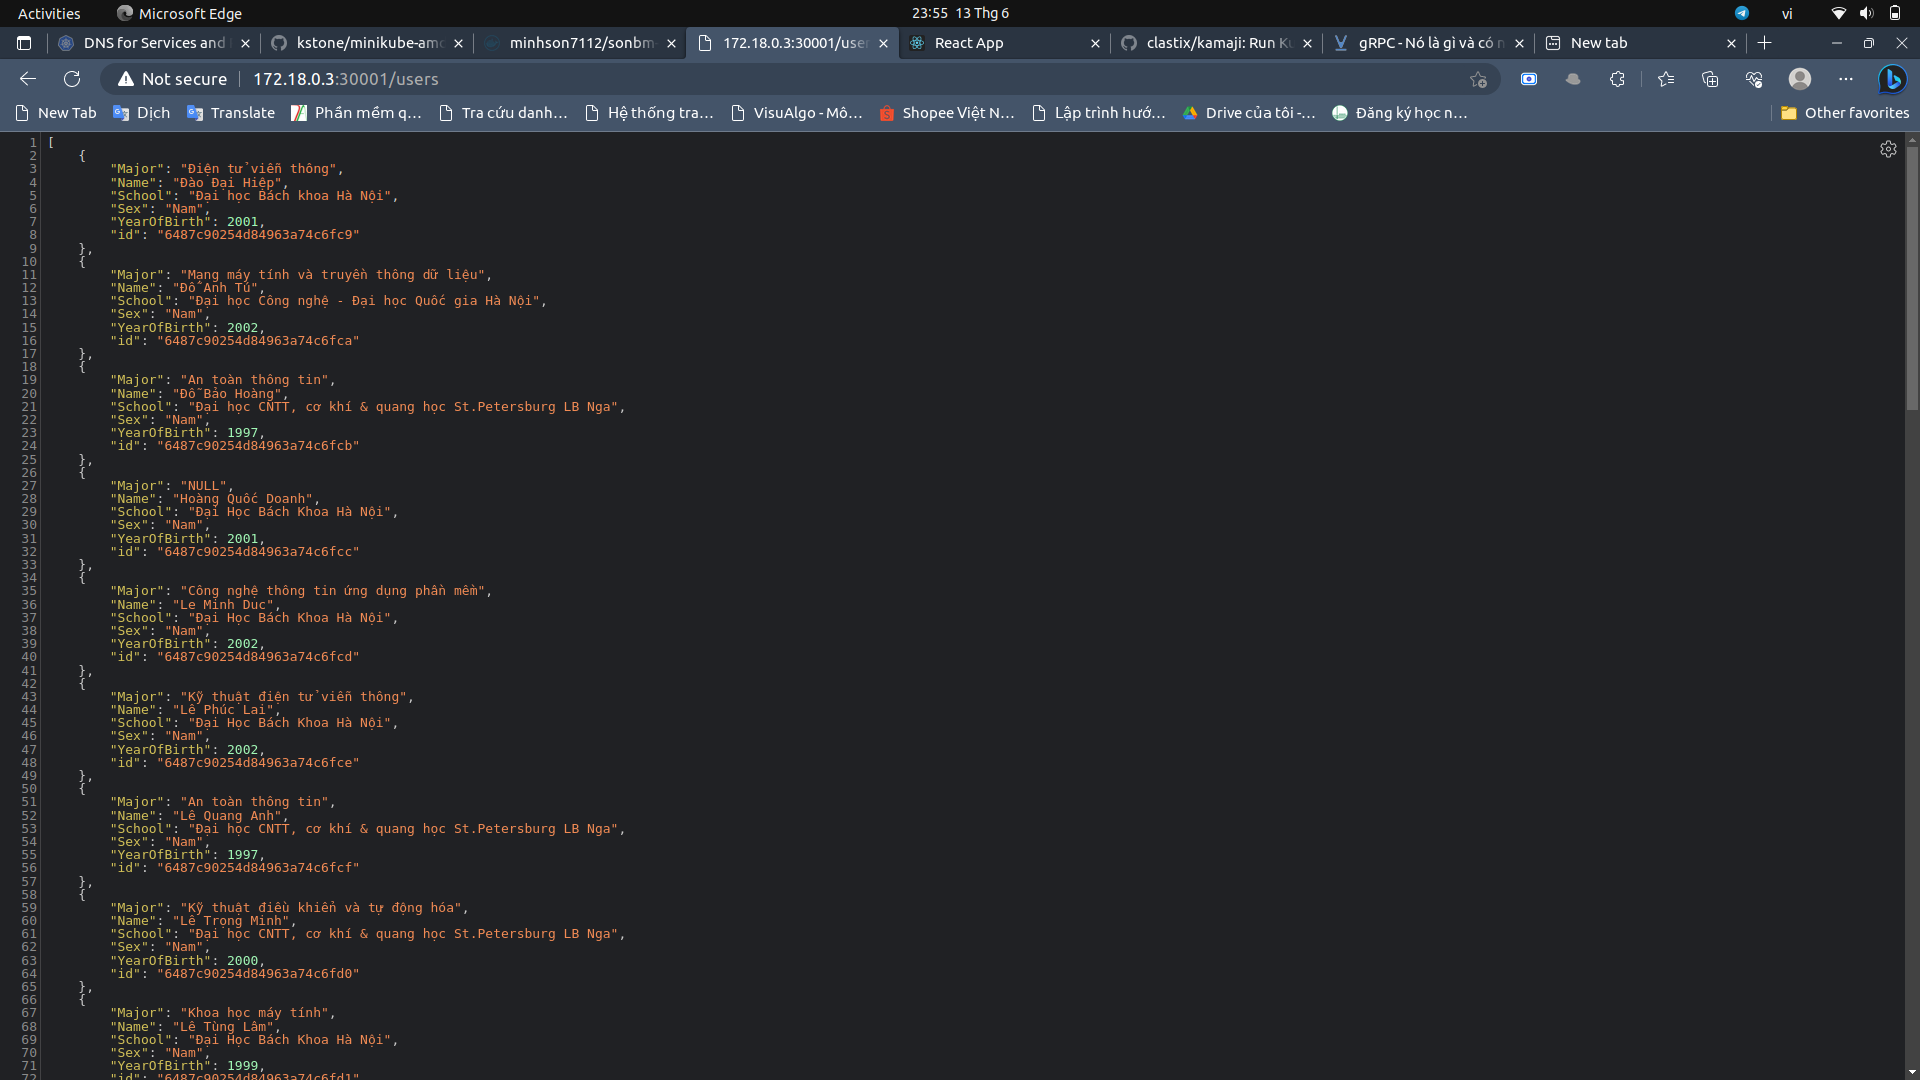 Activities Microsoft Edge 23:55 13 Thg 6 vi
DNS for Services and kstone/minikube-amd minhson7112/sonbm- 172.18.0.3:30001/user React App clastix/kamaji: Run Ku gRPC - Nó là gì và có n New tab
Not secure 172.18.0.3:30001/users
New Tab Dịch Translate Phần mềm q... Tra cứu danh... Hệ thống tra... VisuAlgo - Mô... Shopee Việt N... Lập trình hướ... Drive của tôi -... Đăng ký học n... Other favorites
1 [
2 {
3 "Major": "Điện tử viễn thông",
4 "Name": "Đào Đại Hiệp",
5 "School": "Đại học Bách khoa Hà Nội",
6 "Sex": "Nam",
7 "YearOfBirth": 2001,
8 "id": "6487c90254d84963a74c6fc9"
9 },
10 {
11 "Major": "Mạng máy tính và truyền thông dữ liệu",
12 "Name": "Đỗ Anh Tú",
13 "School": "Đại học Công nghệ - Đại học Quốc gia Hà Nội",
14 "Sex": "Nam",
15 "YearOfBirth": 2002,
16 "id": "6487c90254d84963a74c6fca"
17 },
18 {
19 "Major": "An toàn thông tin",
20 "Name": "Đỗ Bảo Hoàng",
21 "School": "Đại học CNTT, cơ khí & quang học St.Petersburg LB Nga",
22 "Sex": "Nam",
23 "YearOfBirth": 1997,
24 "id": "6487c90254d84963a74c6fcb"
25 },
26 {
27 "Major": "NULL",
28 "Name": "Hoàng Quốc Doanh",
29 "School": "Đại Học Bách Khoa Hà Nội",
30 "Sex": "Nam",
31 "YearOfBirth": 2001,
32 "id": "6487c90254d84963a74c6fcc"
33 },
34 {
35 "Major": "Công nghệ thông tin ứng dụng phần mềm",
36 "Name": "Le Minh Duc",
37 "School": "Đại Học Bách Khoa Hà Nội",
38 "Sex": "Nam",
39 "YearOfBirth": 2002,
40 "id": "6487c90254d84963a74c6fcd"
41 },
42 {
43 "Major": "Kỹ thuật điện tử viễn thông",
44 "Name": "Lê Phúc Lai",
45 "School": "Đại Học Bách Khoa Hà Nội",
46 "Sex": "Nam",
47 "YearOfBirth": 2002,
48 "id": "6487c90254d84963a74c6fce"
49 },
50 {
51 "Major": "An toàn thông tin",
52 "Name": "Lê Quang Anh",
53 "School": "Đại học CNTT, cơ khí & quang học St.Petersburg LB Nga",
54 "Sex": "Nam",
55 "YearOfBirth": 1997,
56 "id": "6487c90254d84963a74c6fcf"
57 },
58 {
59 "Major": "Kỹ thuật điều khiển và tự động hóa",
60 "Name": "Lê Trọng Minh",
61 "School": "Đại học CNTT, cơ khí & quang học St.Petersburg LB Nga",
62 "Sex": "Nam",
63 "YearOfBirth": 2000,
64 "id": "6487c90254d84963a74c6fd0"
65 },
66 {
67 "Major": "Khoa học máy tính",
68 "Name": "Lê Tùng Lâm",
69 "School": "Đại Học Bách Khoa Hà Nội",
70 "Sex": "Nam",
71 "YearOfBirth": 1999,
72 "id": "6487c90254d84963a74c6fd1"